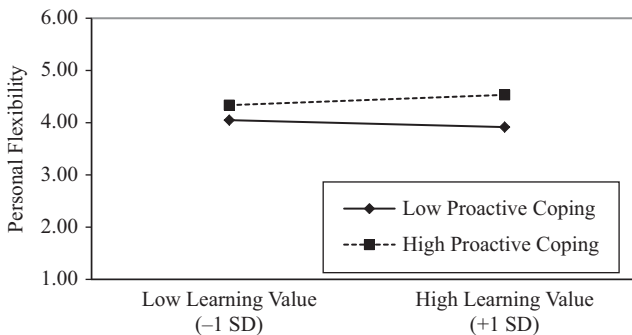 6.00
5.00
4.00
3.00
2.00
1.00
Personal Flexibility
Low Proactive Coping
High Proactive Coping
Low Learning Value
(–1 SD)
High Learning Value
(+1 SD)